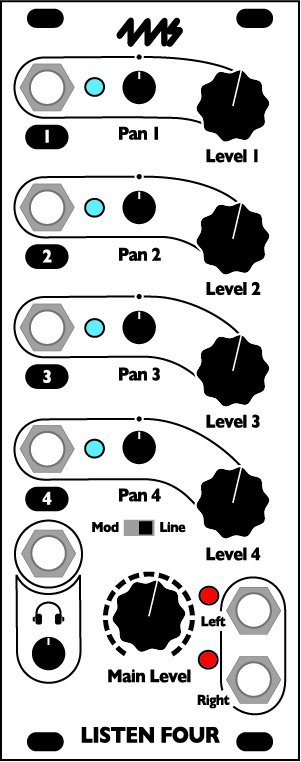 4ms
Pan 1
1
Level 1
Pan 2
2
Level 2
Pan 3
3
Level 3
Pan 4
4
Mod Line
Level 4
Left
Main Level
Right
LISTEN FOUR